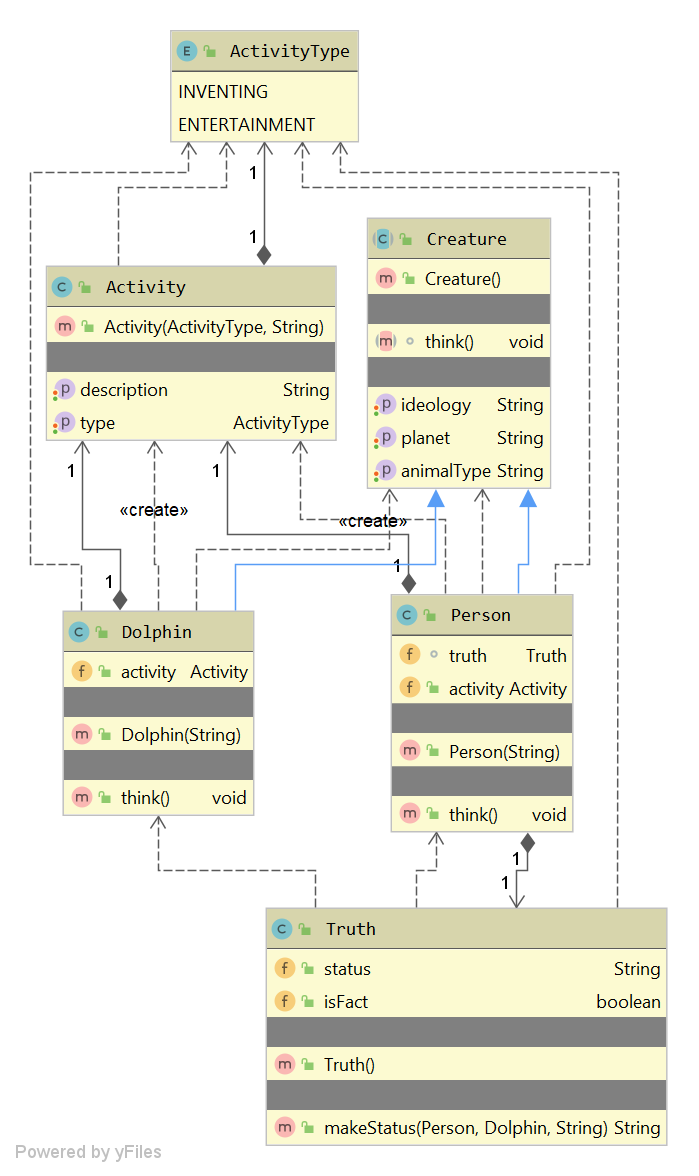 E ActivityType
INVENTING
ENTERTAINMENT
1
1
C Activity
m Activity(ActivityType, String)
p description String
p type ActivityType
C Creature
m Creature()
m think() void
p ideology String
p planet String
p animalType String
1
1
«create»
«create»
1
1
C Dolphin
f activity Activity
m Dolphin(String)
m think() void
C Person
f truth Truth
f activity Activity
m Person(String)
m think() void
1
1
C Truth
f status String
f isFact boolean
m Truth()
m makeStatus(Person, Dolphin, String) String
Powered by yFiles